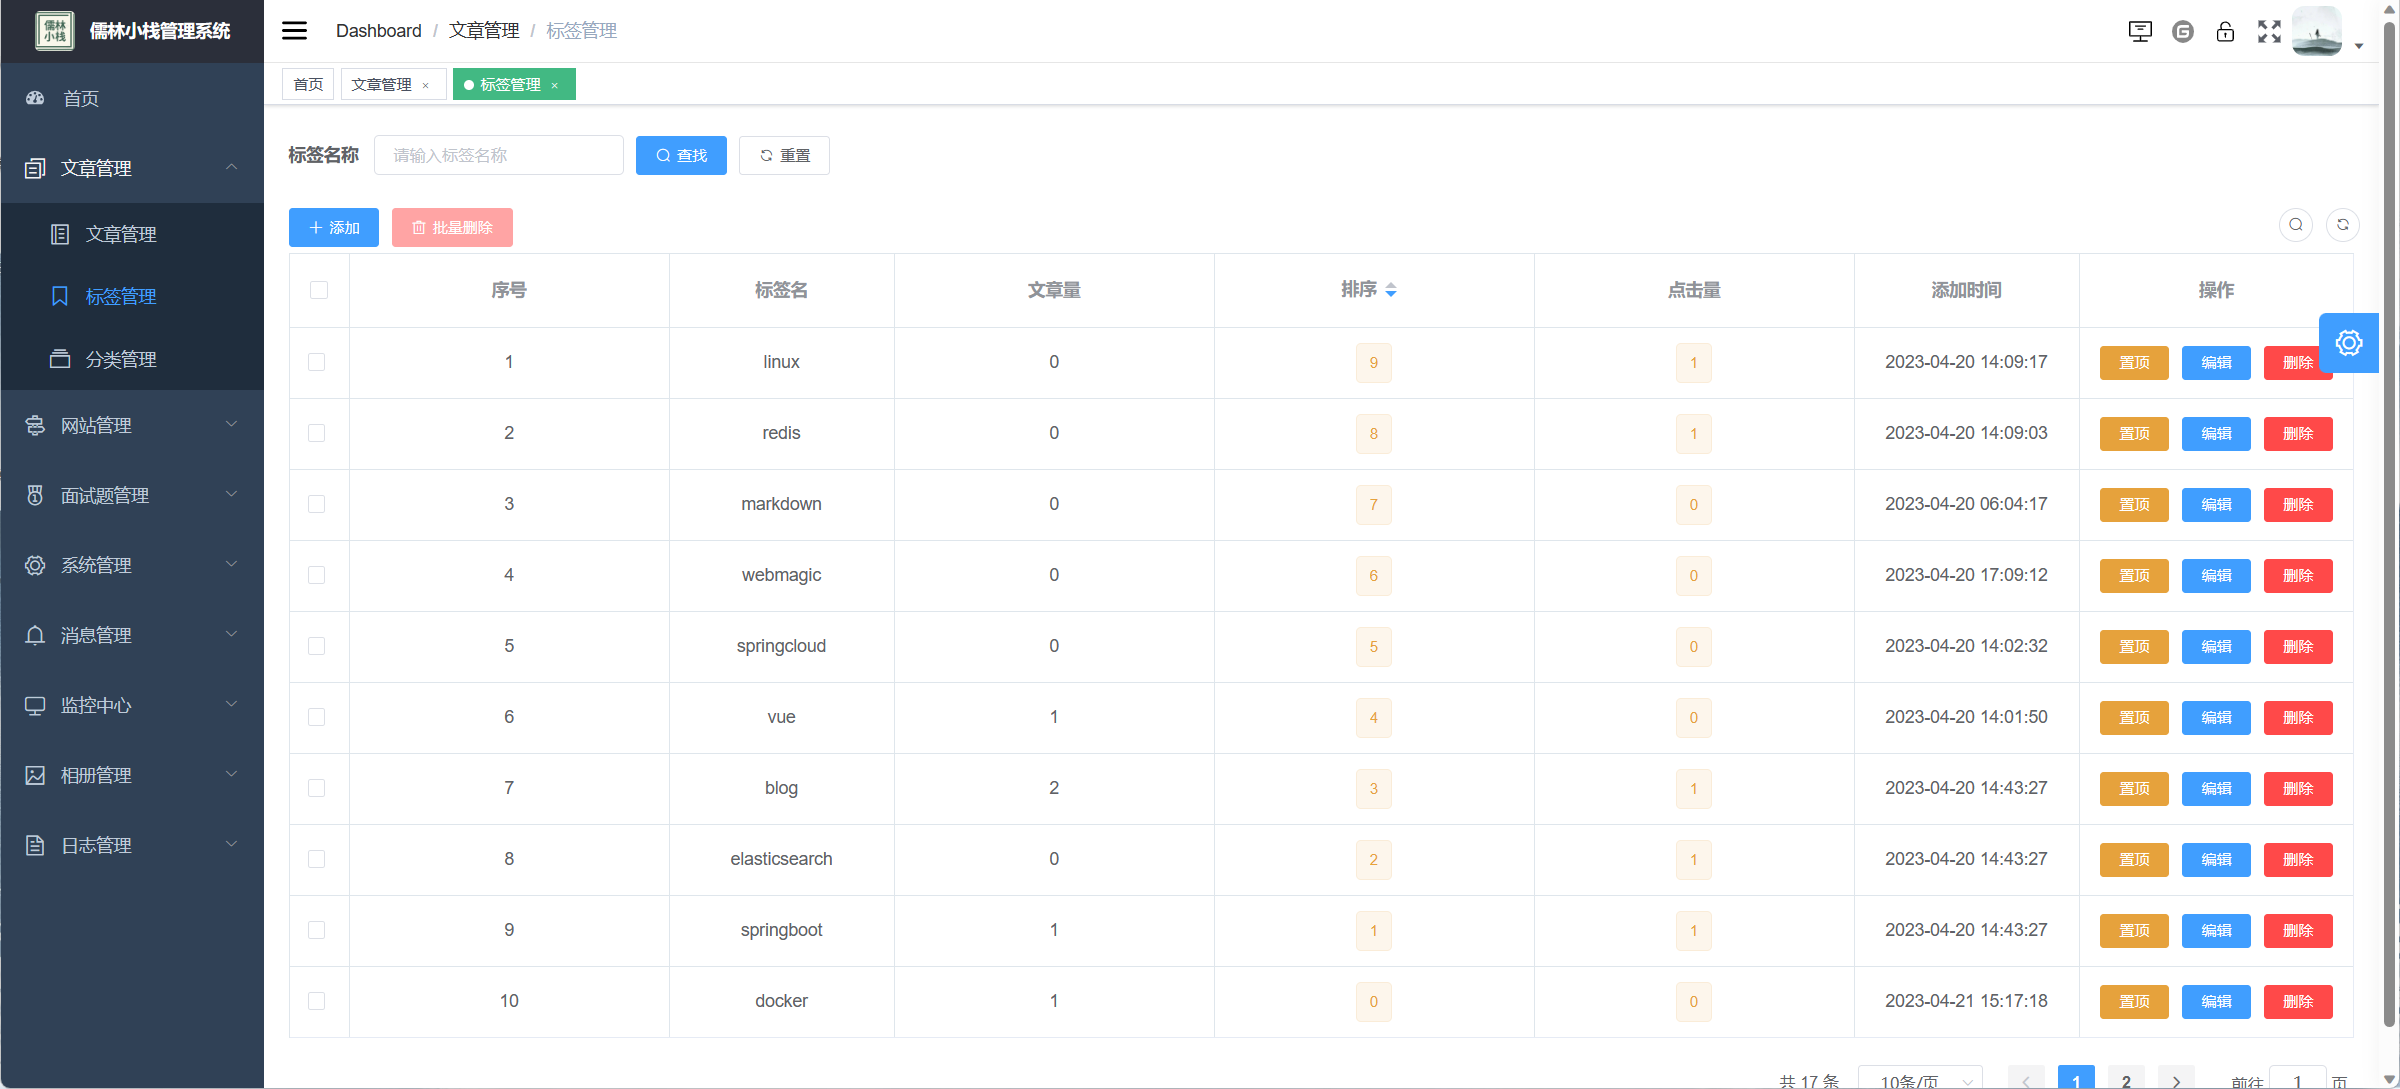 儒林小栈 儒林小栈管理系统
Dashboard / 文章管理 / 标签管理
首页 文章管理 × 标签管理 ×
首页
文章管理
文章管理
标签管理
分类管理
网站管理
面试题管理
系统管理
消息管理
监控中心
相册管理
日志管理
标签名称 请输入标签名称 查找 重置
添加 批量删除
序号 标签名 文章量 排序 点击量 添加时间 操作
1 linux 0 9 1 2023-04-20 14:09:17 置顶 编辑 删除
2 redis 0 8 1 2023-04-20 14:09:03 置顶 编辑 删除
3 markdown 0 7 0 2023-04-20 06:04:17 置顶 编辑 删除
4 webmagic 0 6 0 2023-04-20 17:09:12 置顶 编辑 删除
5 springcloud 0 5 0 2023-04-20 14:02:32 置顶 编辑 删除
6 vue 1 4 0 2023-04-20 14:01:50 置顶 编辑 删除
7 blog 2 3 1 2023-04-20 14:43:27 置顶 编辑 删除
8 elasticsearch 0 2 1 2023-04-20 14:43:27 置顶 编辑 删除
9 springboot 1 1 1 2023-04-20 14:43:27 置顶 编辑 删除
10 docker 1 0 0 2023-04-21 15:17:18 置顶 编辑 删除
共 17 条 10条/页 1 2 前往 1 页